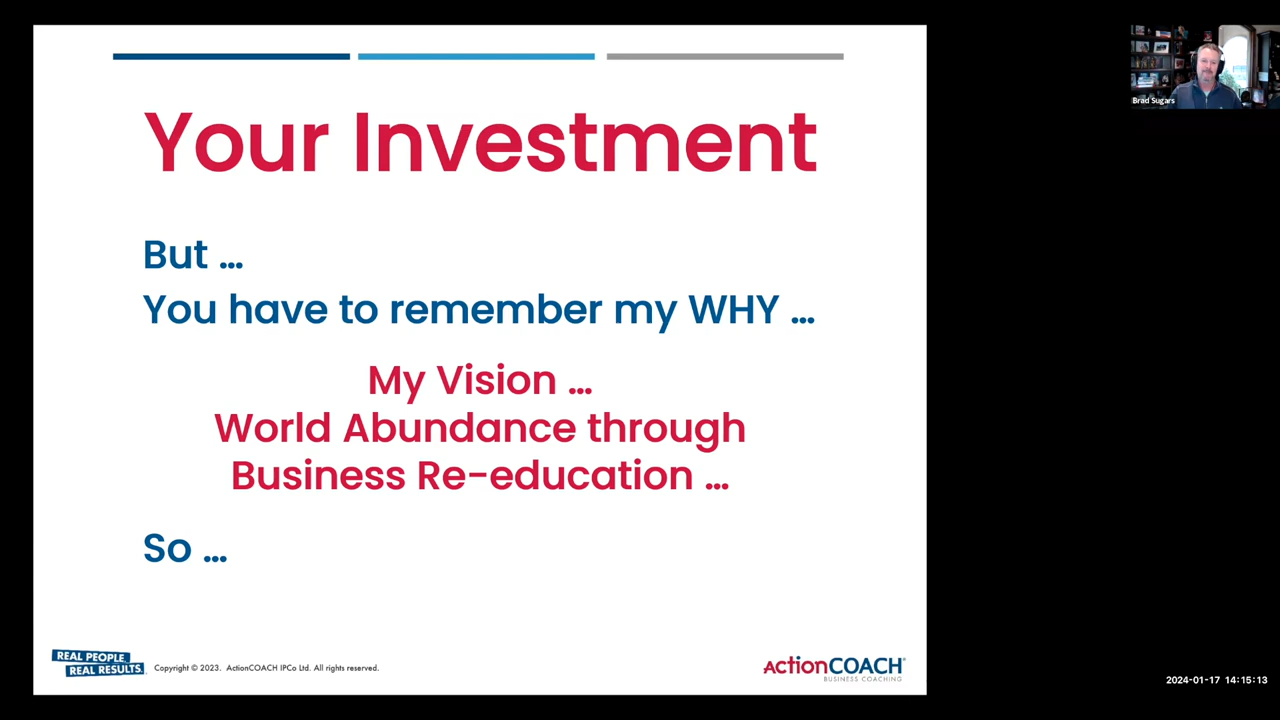 Your Investment
But ...
You have to remember my WHY ...
My Vision ...
World Abundance through
Business Re-education ...
So ...
REAL PEOPLE.
REAL RESULTS.
Copyright © 2023. ActionCOACH IPCo Ltd. All rights reserved.
ActionCOACH®
BUSINESS COACHING
Brad Sugars
2024-01-17 14:15:13